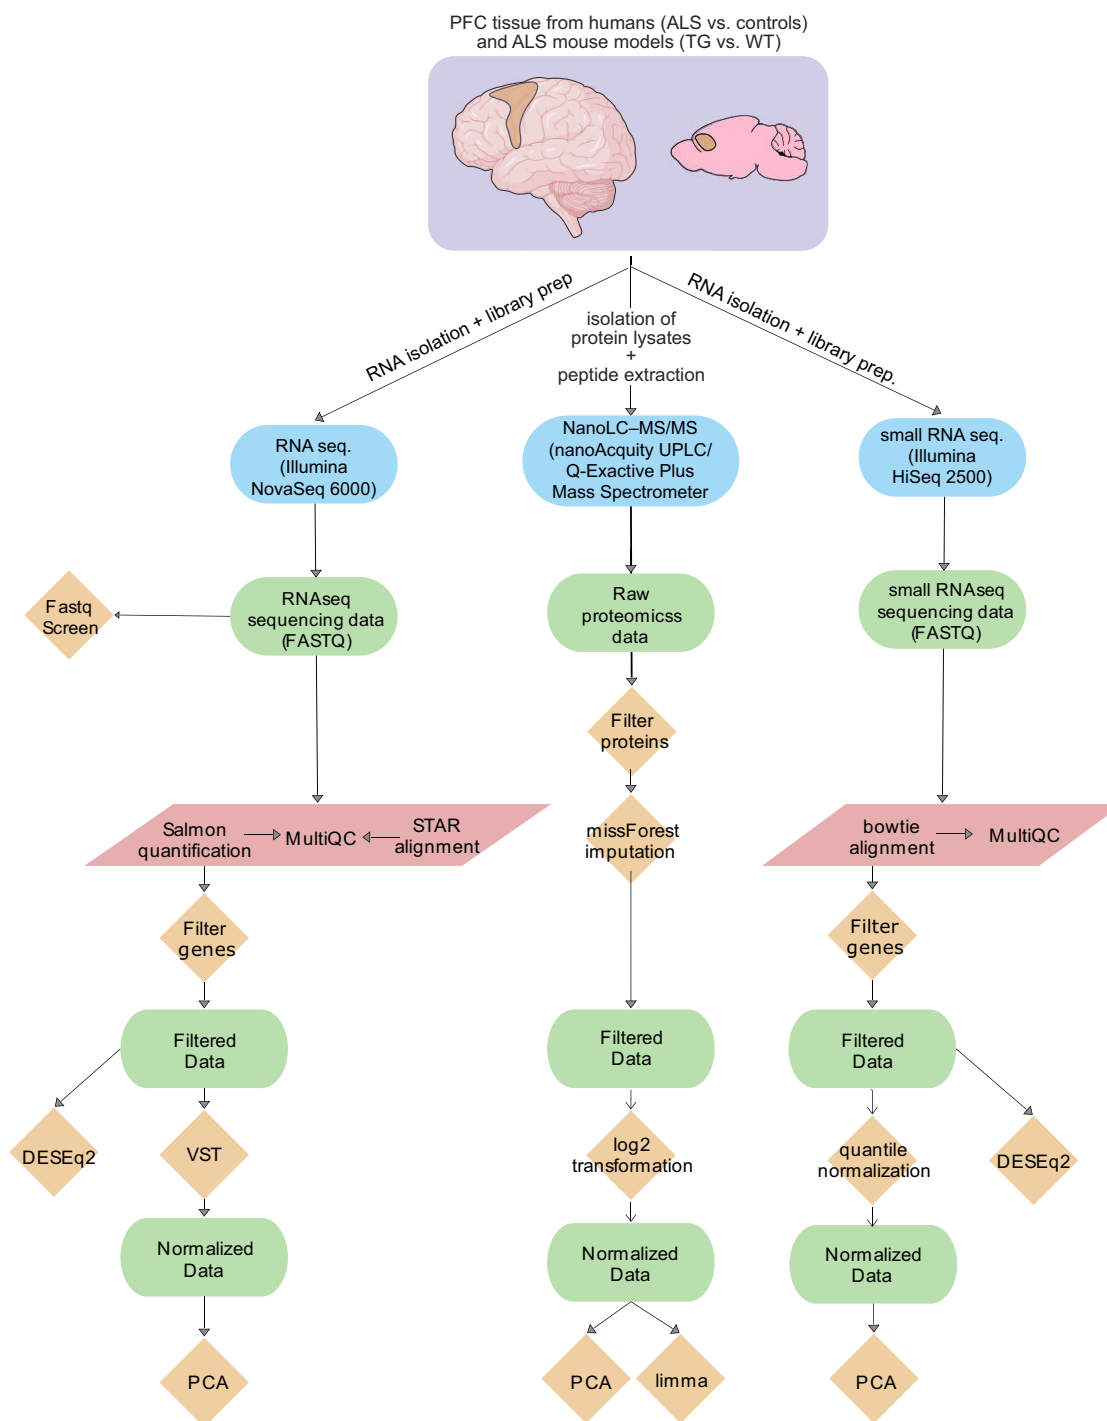 PFC tissue from humans (ALS vs. controls)
and ALS mouse models (TG vs. WT)
RNA isolation + library prep
isolation of
protein lysates
+
peptide extraction
RNA isolation + library prep.
RNA seq.
(Illumina
NovaSeq 6000)
NanoLC–MS/MS
(nanoAcquity UPLC/
Q-Exactive Plus
Mass Spectrometer
small RNA seq.
(Illumina
HiSeq 2500)
Fastq
Screen
RNAseq
sequencing data
(FASTQ)
Raw
proteomicss
data
small RNAseq
sequencing data
(FASTQ)
Filter
proteins
Salmon
quantification
MultiQC
STAR
alignment
missForest
imputation
bowtie
alignment
MultiQC
Filter
genes
Filter
genes
Filtered
Data
Filtered
Data
Filtered
Data
DESEq2
VST
log2
transformation
quantile
normalization
DESEq2
Normalized
Data
Normalized
Data
Normalized
Data
PCA
PCA
limma
PCA